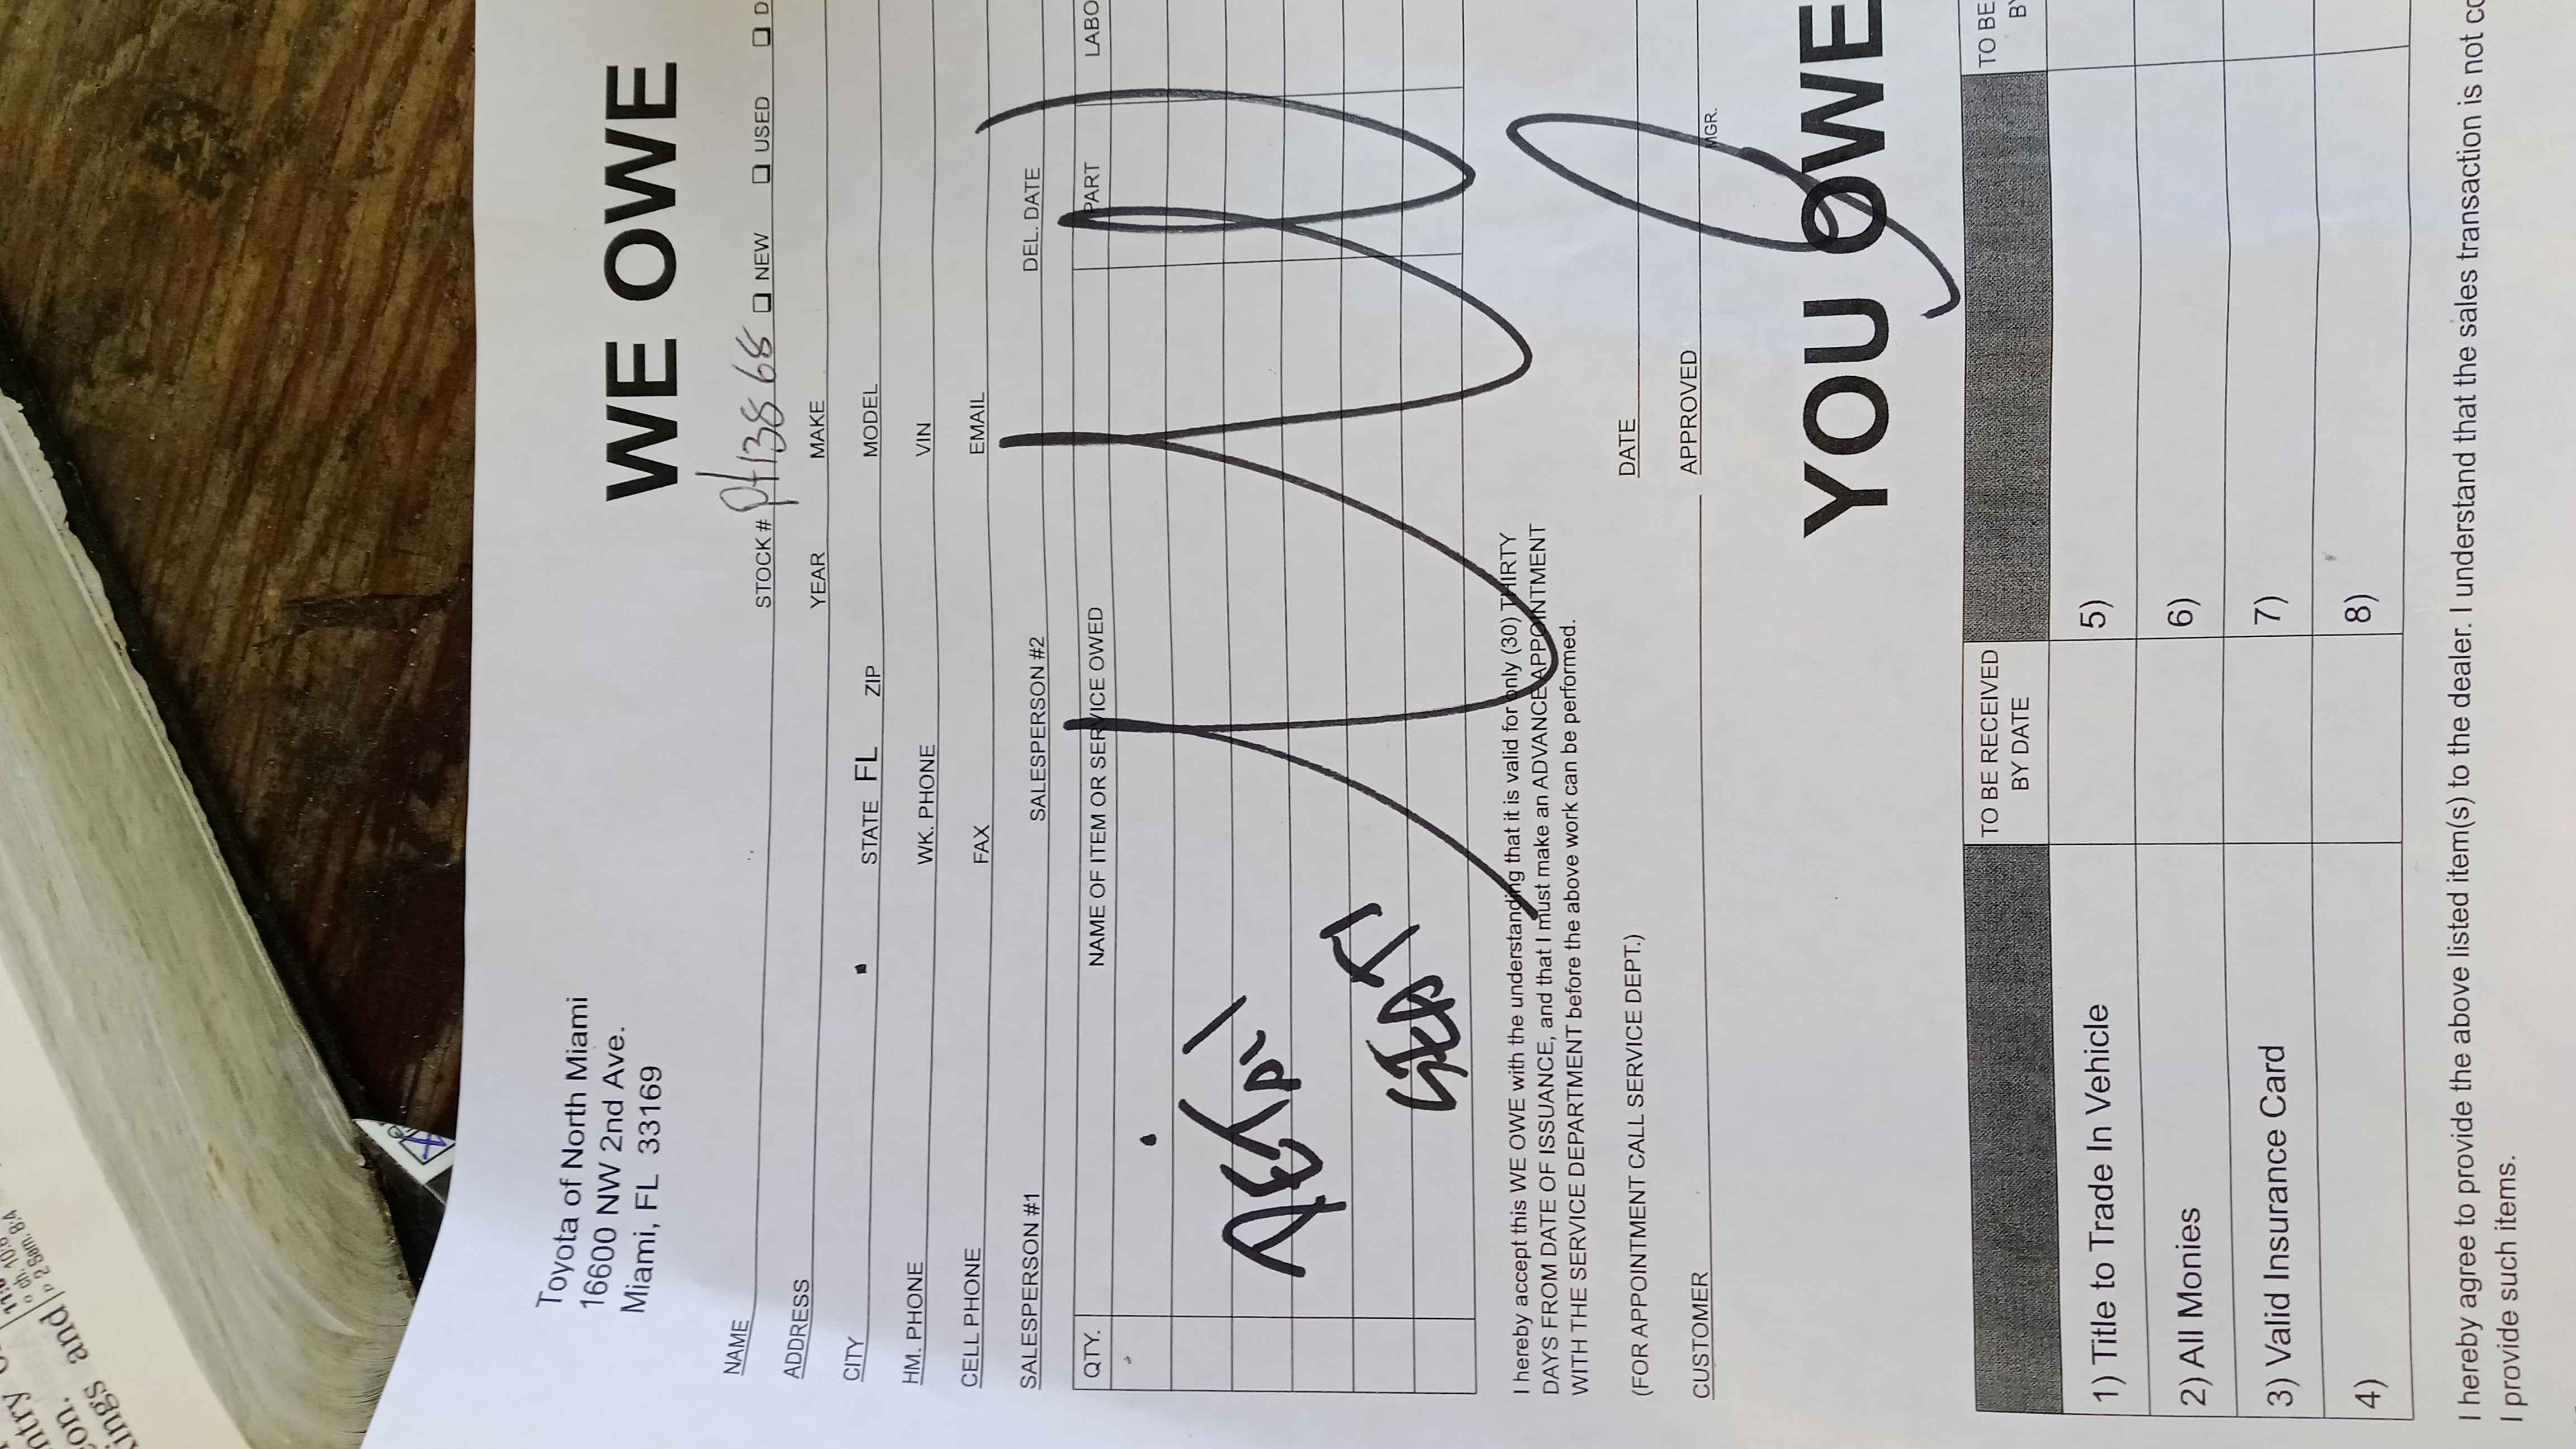 Toyota of North Miami
16600 NW 2nd Ave.
Miami, FL 33169
WE OWE
NAME STOCK # pt13868 NEW USED
ADDRESS YEAR MAKE
CITY STATE FL ZIP MODEL
HM. PHONE WK. PHONE VIN
CELL PHONE FAX EMAIL
SALESPERSON #1 SALESPERSON #2 DEL. DATE
QTY. NAME OF ITEM OR SERVICE OWED PART
I hereby accept this WE OWE with the understanding that it is valid for only (30) THIRTY
DAYS FROM DATE OF ISSUANCE, and that I must make an ADVANCE APPOINTMENT
WITH THE SERVICE DEPARTMENT before the above work can be performed.
(FOR APPOINTMENT CALL SERVICE DEPT.) DATE
CUSTOMER APPROVED MGR.
YOU OWE
TO BE RECEIVED TO BE
BY DATE
1) Title to Trade In Vehicle 5)
2) All Monies 6)
3) Valid Insurance Card 7)
4) 8)
I hereby agree to provide the above listed item(s) to the dealer. I understand that the sales transaction is not
I provide such items.